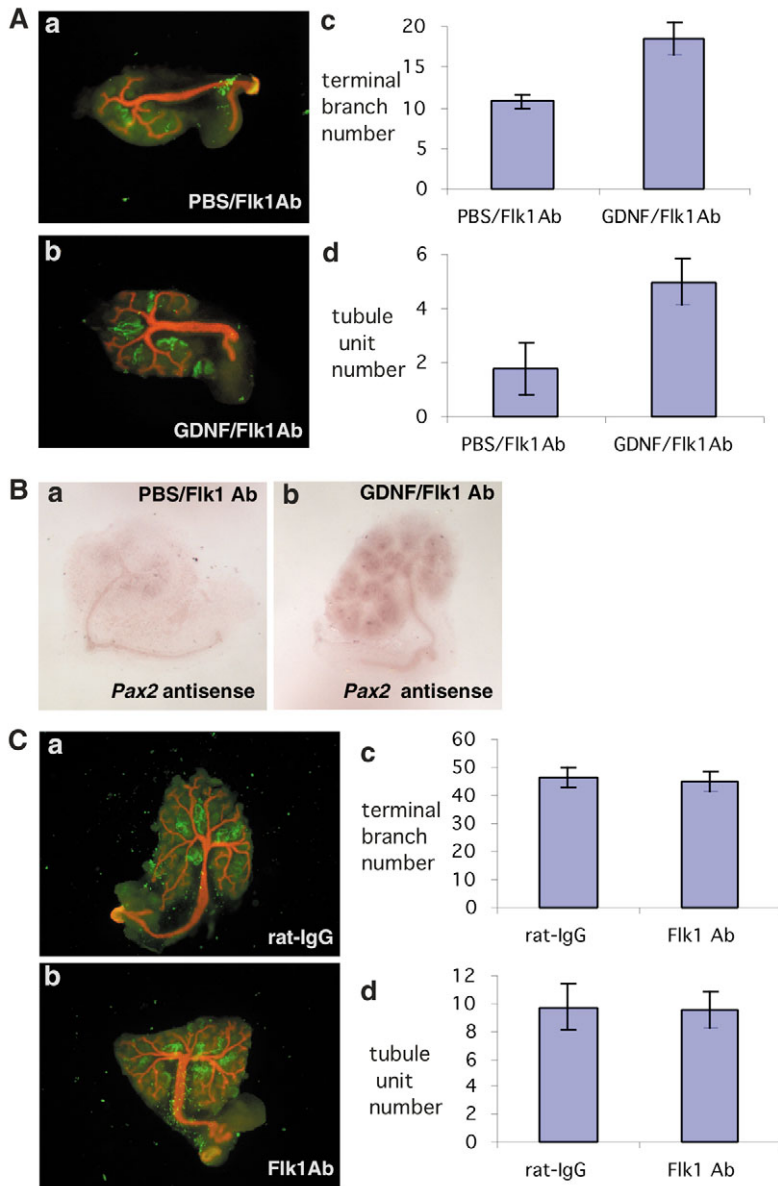 A
a
PBS/Flk1Ab
b
GDNF/Flk1Ab
c
terminal
branch
number
20
15
10
5
0
PBS/Flk1Ab GDNF/Flk1Ab
d
tubule
unit
number
6
4
2
0
PBS/Flk1Ab GDNF/Flk1Ab
B
a
PBS/Flk1 Ab
Pax2 antisense
b
GDNF/Flk1 Ab
Pax2 antisense
C
a
rat-IgG
b
Flk1Ab
c
terminal
branch
number
60
50
40
30
20
10
0
rat-IgG Flk1 Ab
d
tubule
unit
number
12
10
8
6
4
2
0
rat-IgG Flk1 Ab